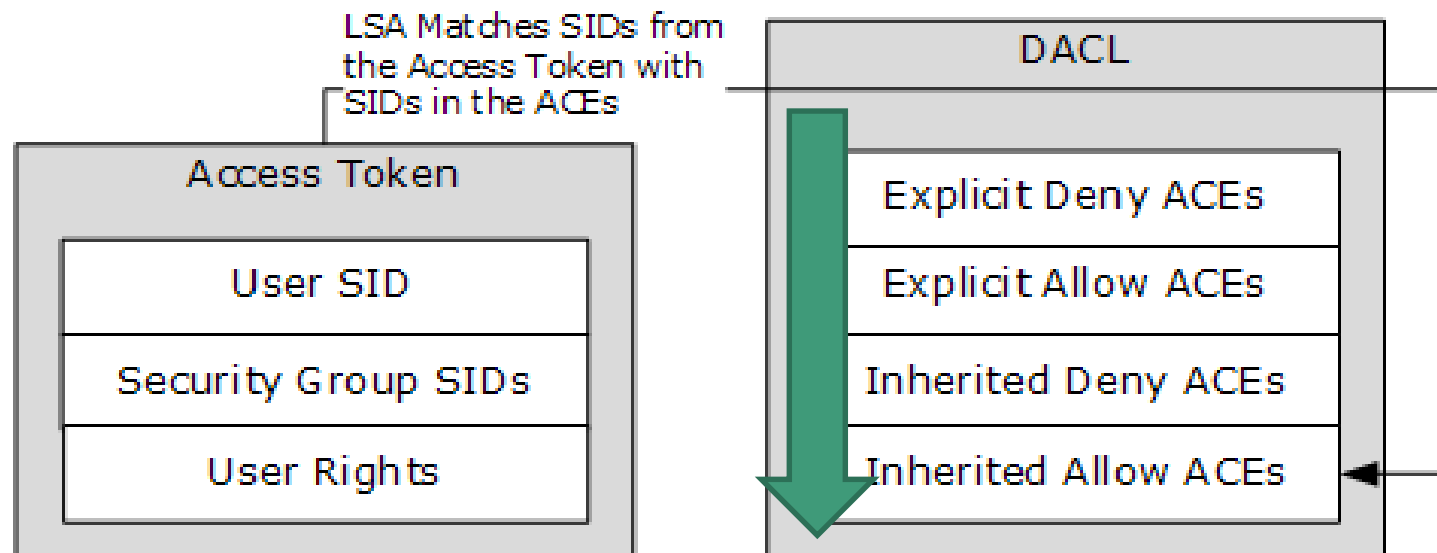 LSA Matches SIDs from
the Access Token with
SIDs in the ACEs
Access Token
User SID
Security Group SIDs
User Rights
DACL
Explicit Deny ACEs
Explicit Allow ACEs
Inherited Deny ACEs
Inherited Allow ACEs